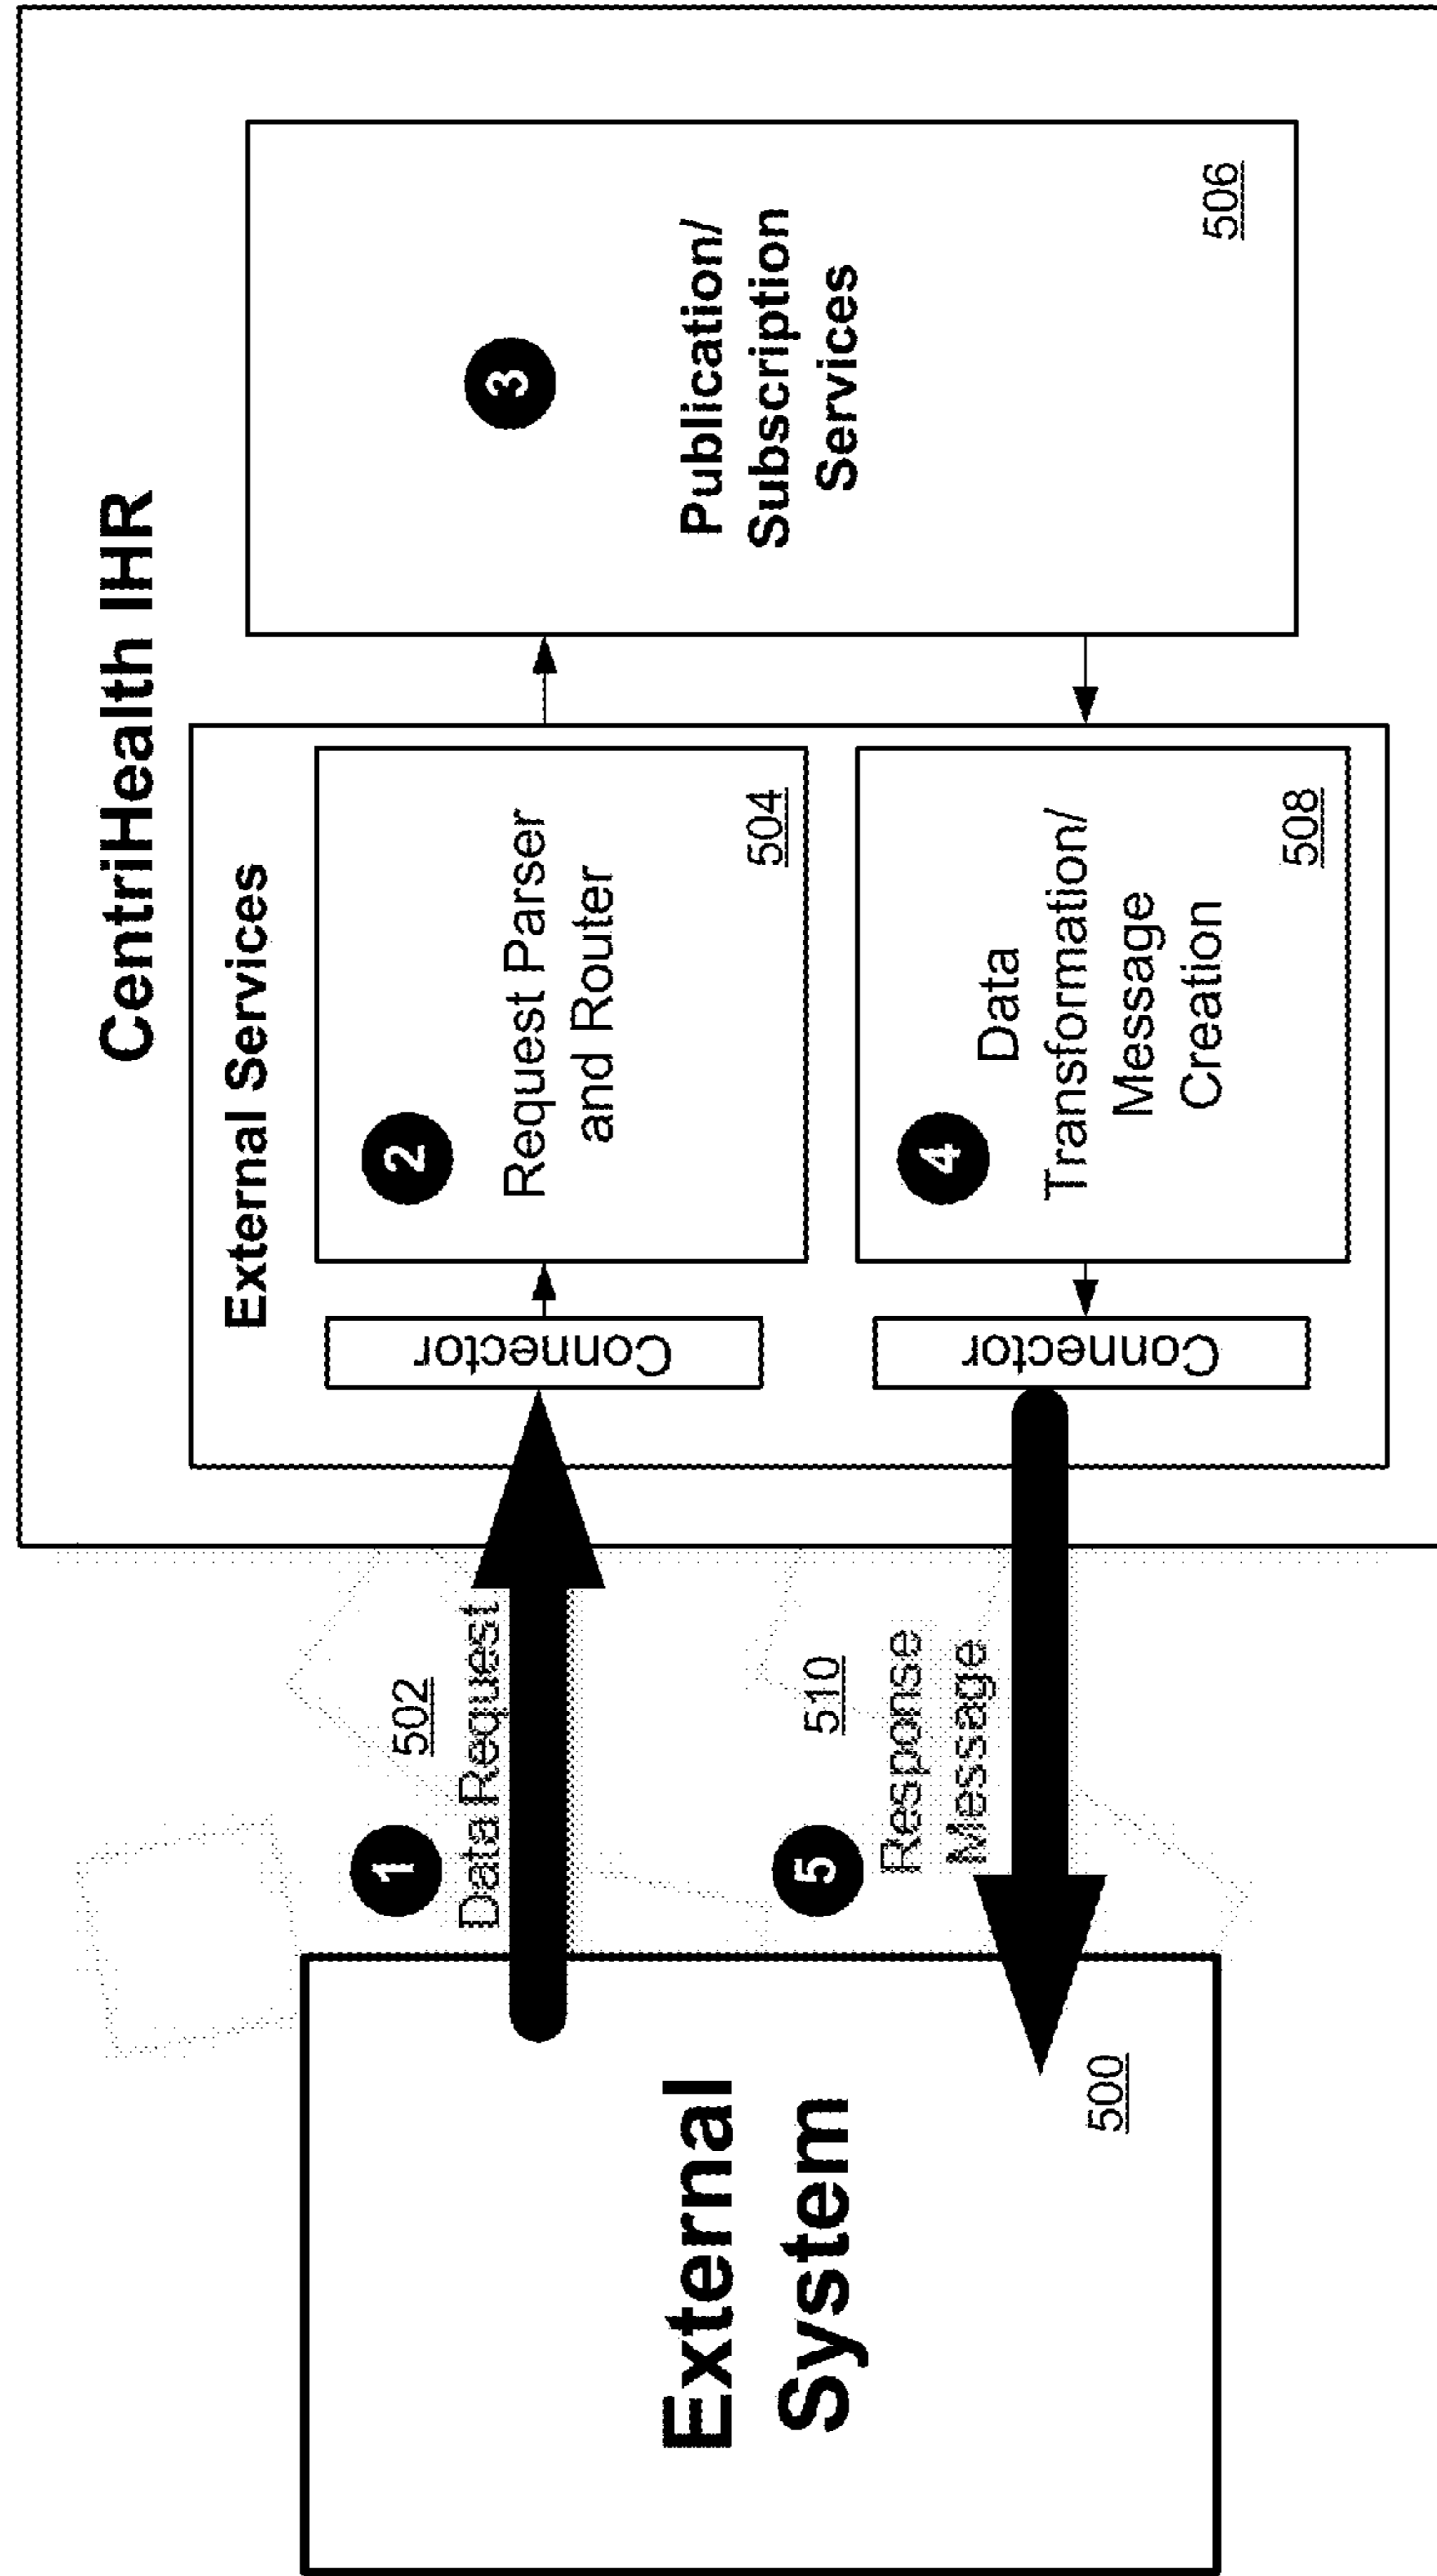 CentriHealth IHR
External Services
1
502
Data Request
Connector
2
Request Parser
and Router
504
3
Publication/
Subscription
Services
506
Connector
4
Data
Transformation/
Message
Creation
508
5
510
Response
Message
External
System
500